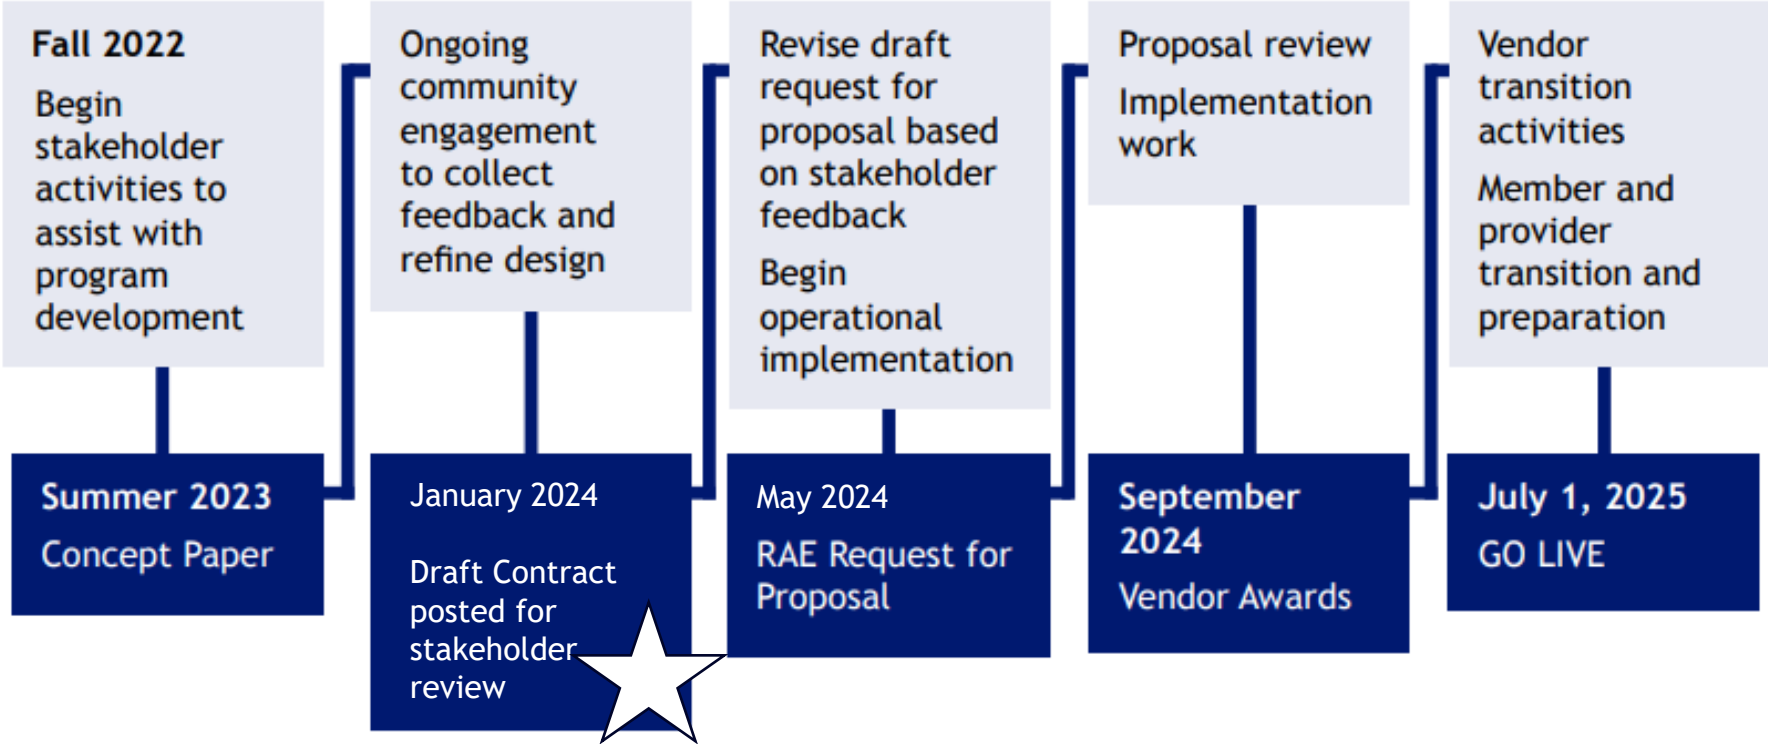 Fall 2022
Begin
stakeholder
activities to
assist with
program
development
Summer 2023
Concept Paper
Ongoing
community
engagement
to collect
feedback and
refine design
January 2024
Draft Contract
posted for
stakeholder
review
Revise draft
request for
proposal based
on stakeholder
feedback
Begin
operational
implementation
May 2024
RAE Request for
Proposal
Proposal review
Implementation
work
September
2024
Vendor Awards
Vendor
transition
activities
Member and
provider
transition and
preparation
July 1, 2025
GO LIVE